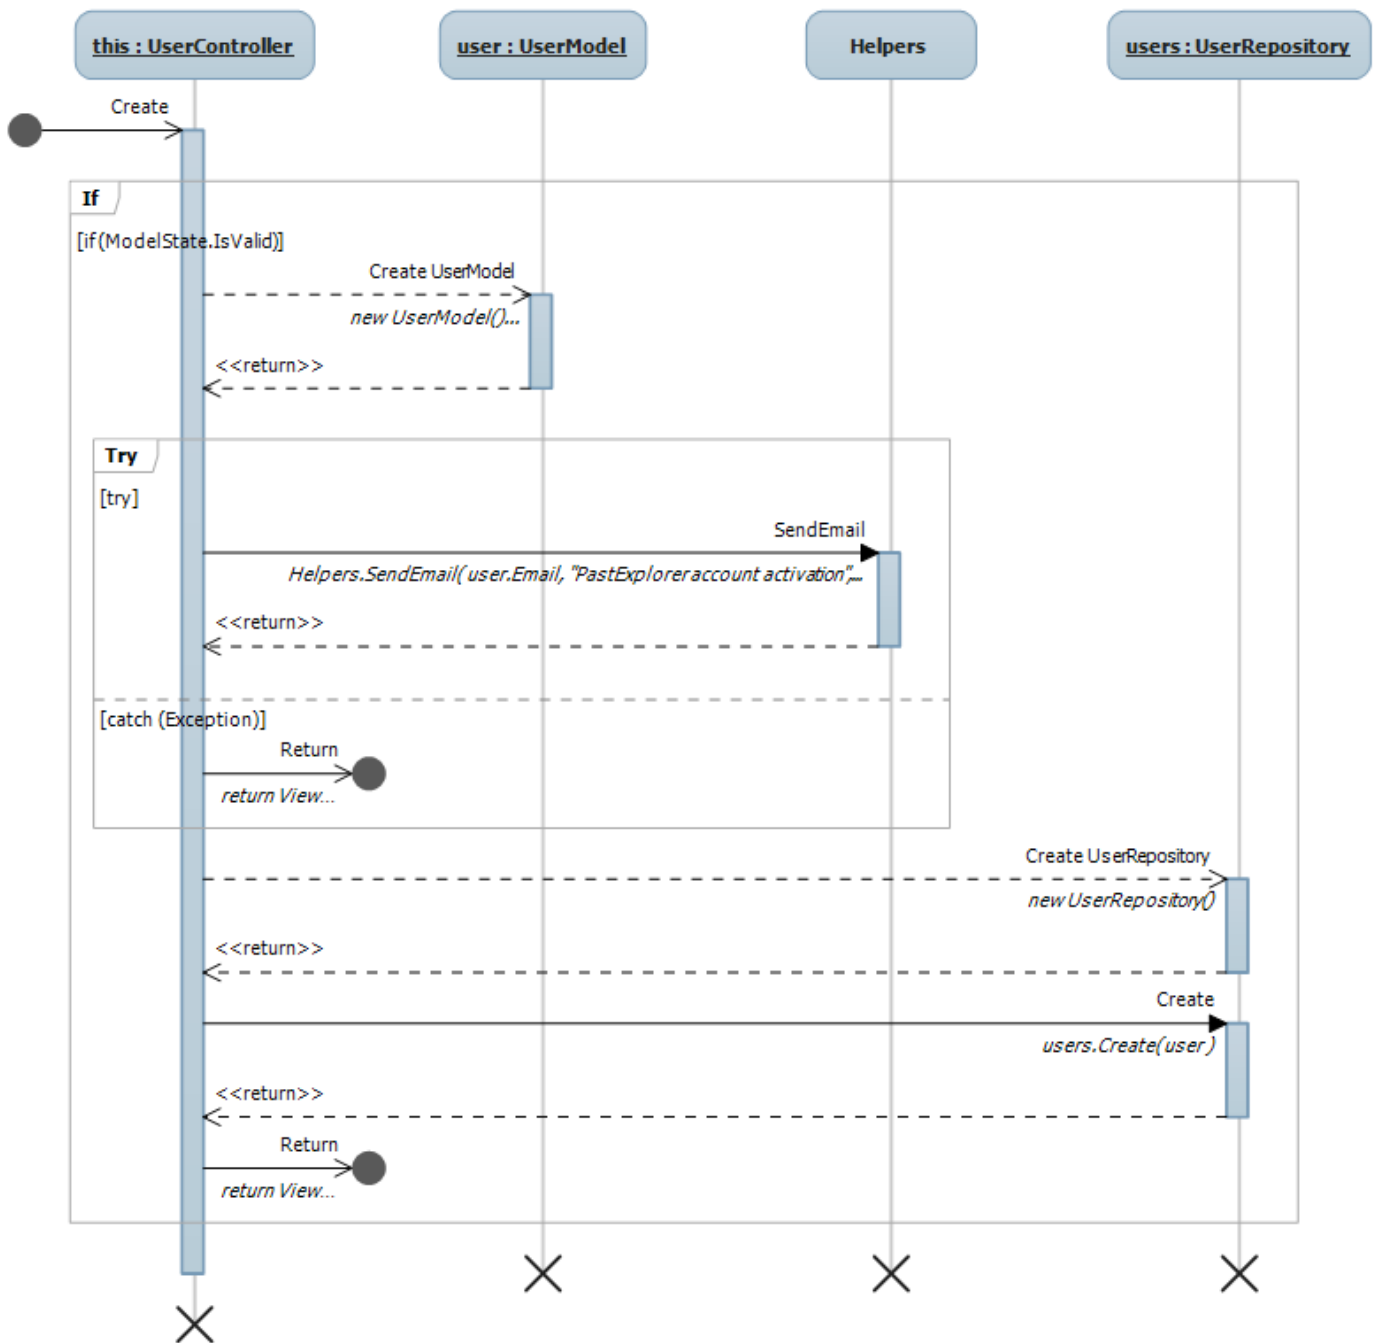 this : UserController
user : UserModel
Helpers
users : UserRepository
Create
If
[if(ModelState.IsValid)]
Create UserModel
new UserModel()...
<<return>>
Try
[try]
SendEmail
Helpers.SendEmail( user.Email, "PastExplorer account activation",...
<<return>>
[catch (Exception)]
Return
return View...
Create UserRepository
new UserRepository()
<<return>>
Create
users.Create(user )
<<return>>
Return
return View...